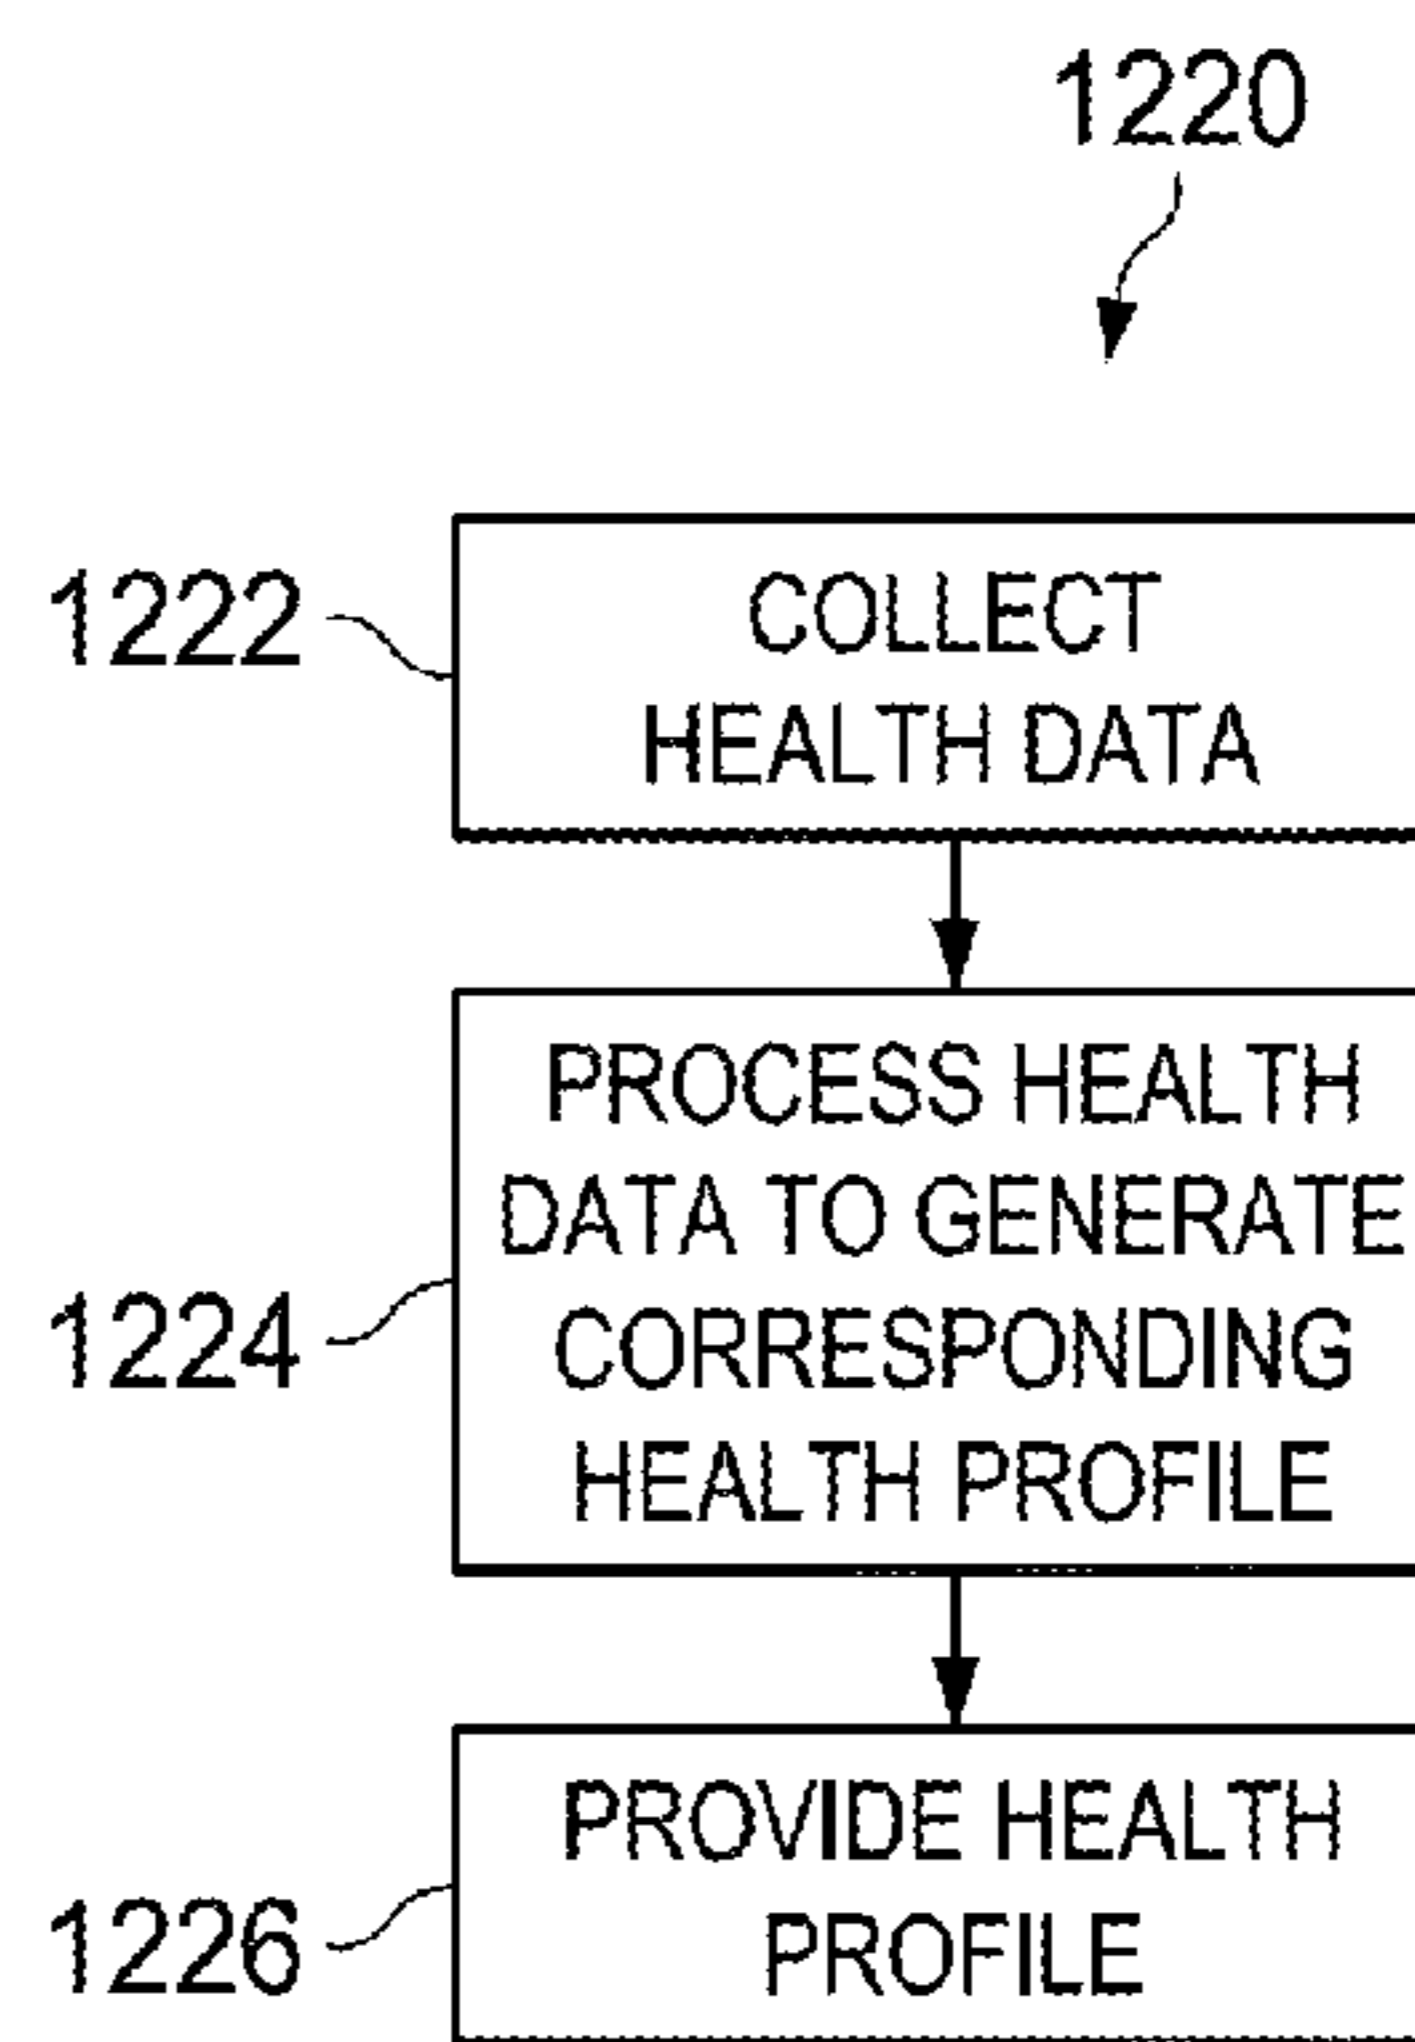 1220
1222
COLLECT
HEALTH DATA
PROCESS HEALTH
DATA TO GENERATE
1224
CORRESPONDING
HEALTH PROFILE
PROVIDE HEALTH
1226
PROFILE